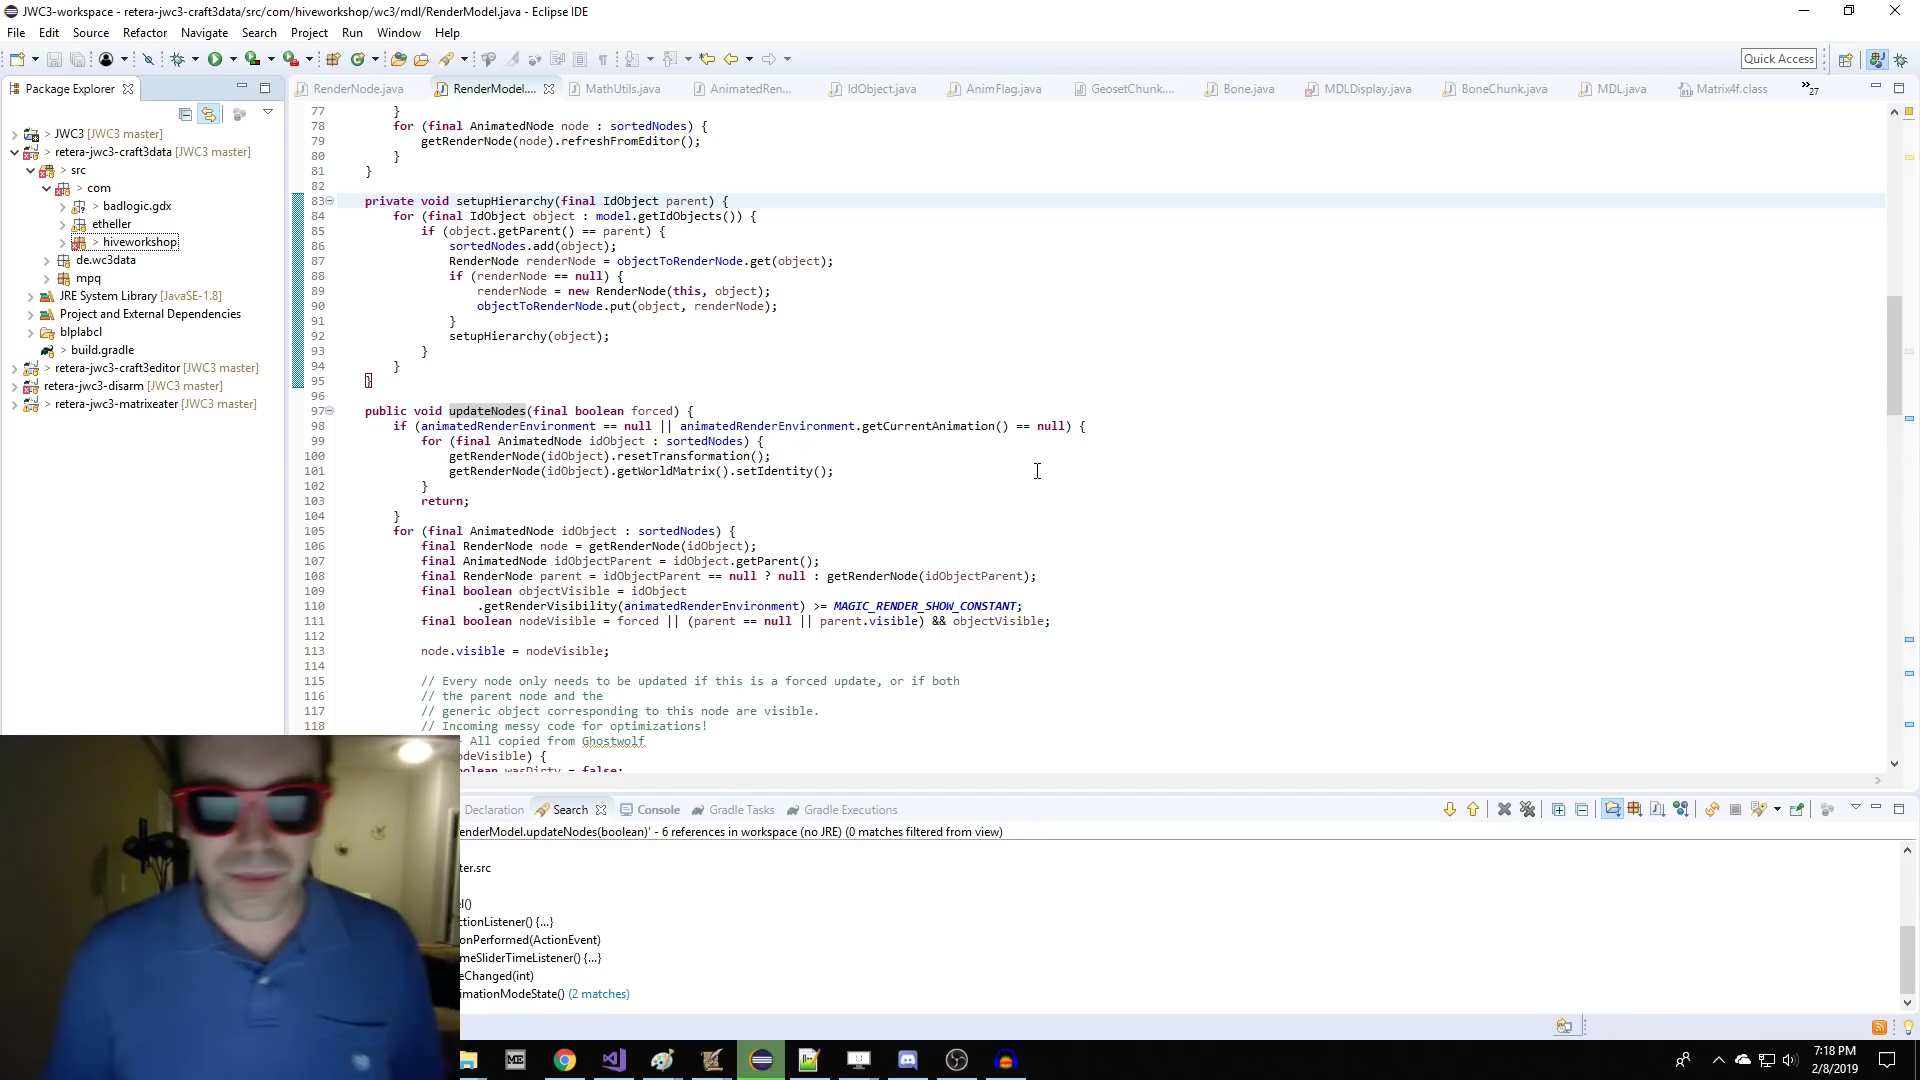 JWC3-workspace - retera-jwc3-craft3data/src/com/hiveworkshop/wc3/mdl/RenderModel.java - Eclipse IDE
File Edit Source Refactor Navigate Search Project Run Window Help
Quick Access
Package Explorer
RenderNode.java RenderModel.... MathUtils.java AnimatedRen... IdObject.java AnimFlag.java GeosetChunk.... Bone.java MDLDisplay.java BoneChunk.java MDL.java Matrix4f.class »27
> JWC3 [JWC3 master]
> retera-jwc3-craft3data [JWC3 master]
> src
> com
> badlogic.gdx
etheller
> hiveworkshop
de.wc3data
mpq
JRE System Library [JavaSE-1.8]
Project and External Dependencies
blplabcl
> build.gradle
> retera-jwc3-craft3editor [JWC3 master]
retera-jwc3-disarm [JWC3 master]
> retera-jwc3-matrixeater [JWC3 master]
77 }
78 for (final AnimatedNode node : sortedNodes) {
79 getRenderNode(node).refreshFromEditor();
80 }
81 }
82
83 private void setupHierarchy(final IdObject parent) {
84 for (final IdObject object : model.getIdObjects()) {
85 if (object.getParent() == parent) {
86 sortedNodes.add(object);
87 RenderNode renderNode = objectToRenderNode.get(object);
88 if (renderNode == null) {
89 renderNode = new RenderNode(this, object);
90 objectToRenderNode.put(object, renderNode);
91 }
92 setupHierarchy(object);
93 }
94 }
95 }
96
97 public void updateNodes(final boolean forced) {
98 if (animatedRenderEnvironment == null || animatedRenderEnvironment.getCurrentAnimation() == null) {
99 for (final AnimatedNode idObject : sortedNodes) {
100 getRenderNode(idObject).resetTransformation();
101 getRenderNode(idObject).getWorldMatrix().setIdentity();
102 }
103 return;
104 }
105 for (final AnimatedNode idObject : sortedNodes) {
106 final RenderNode node = getRenderNode(idObject);
107 final AnimatedNode idObjectParent = idObject.getParent();
108 final RenderNode parent = idObjectParent == null ? null : getRenderNode(idObjectParent);
109 final boolean objectVisible = idObject
110 .getRenderVisibility(animatedRenderEnvironment) >= MAGIC_RENDER_SHOW_CONSTANT;
111 final boolean nodeVisible = forced || (parent == null || parent.visible) && objectVisible;
112
113 node.visible = nodeVisible;
114
115 // Every node only needs to be updated if this is a forced update, or if both
116 // the parent node and the
117 // generic object corresponding to this node are visible.
118 // Incoming messy code for optimizations!
- All copied from Ghostwolf
odeVisible) {
oolean wasDirty = false;
Declaration Search Console Gradle Tasks Gradle Executions
enderModel.updateNodes(boolean)' - 6 references in workspace (no JRE) (0 matches filtered from view)
ter.src
el()
ctionListener() {...}
onPerformed(ActionEvent)
meSliderTimeListener() {...}
eChanged(int)
imationModeState() (2 matches)
ME
7:18 PM
2/8/2019